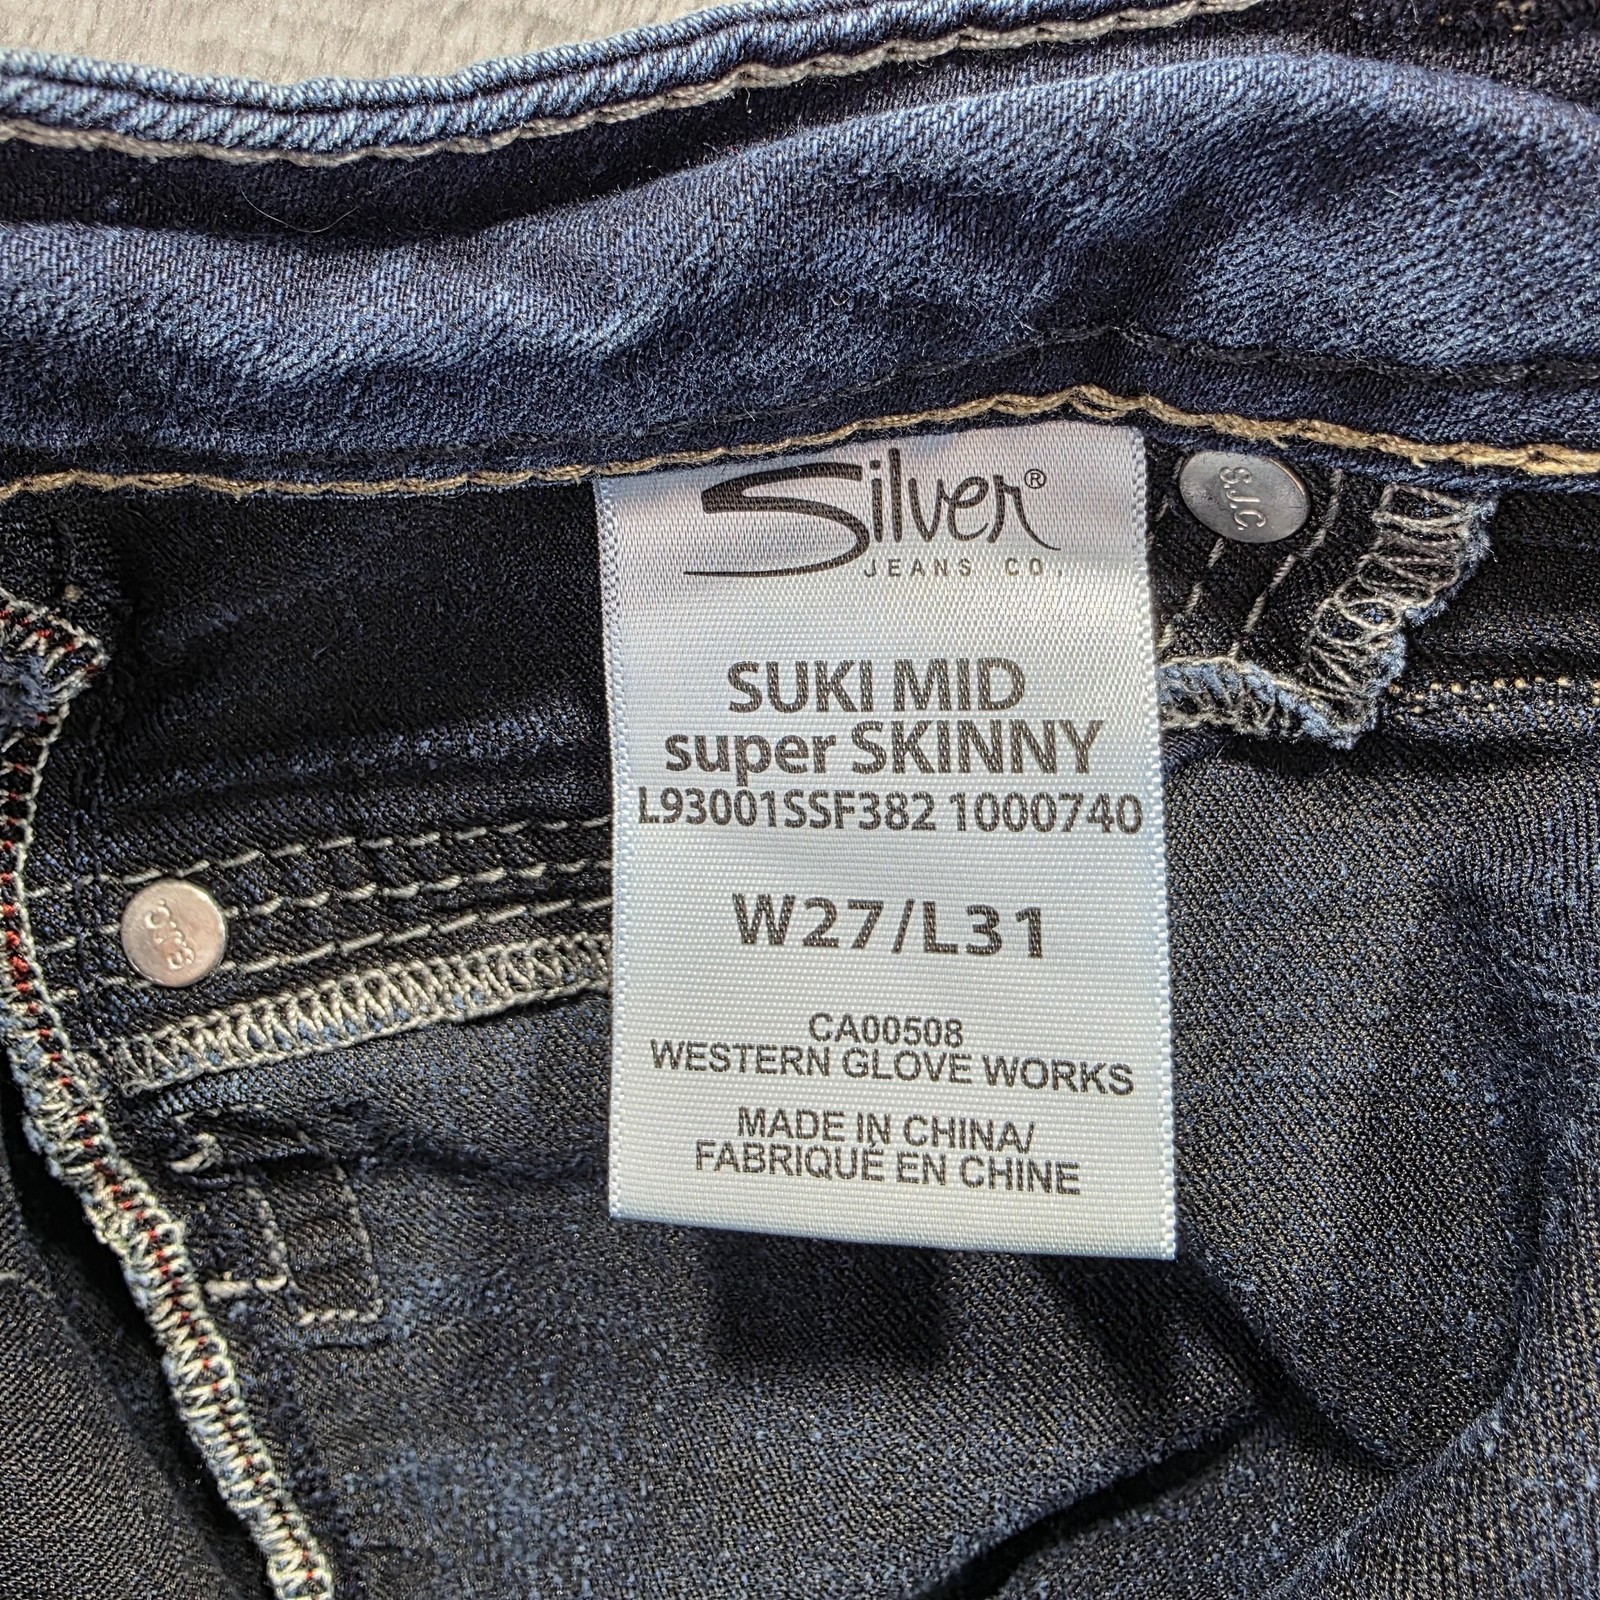 Silver®
JEANS CO.
S.J.C
SUKI MID
super SKINNY
L93001SSF382 1000740
W27/L31
S.J.C
CA00508
WESTERN GLOVE WORKS
MADE IN CHINA/
FABRIQUÉ EN CHINE